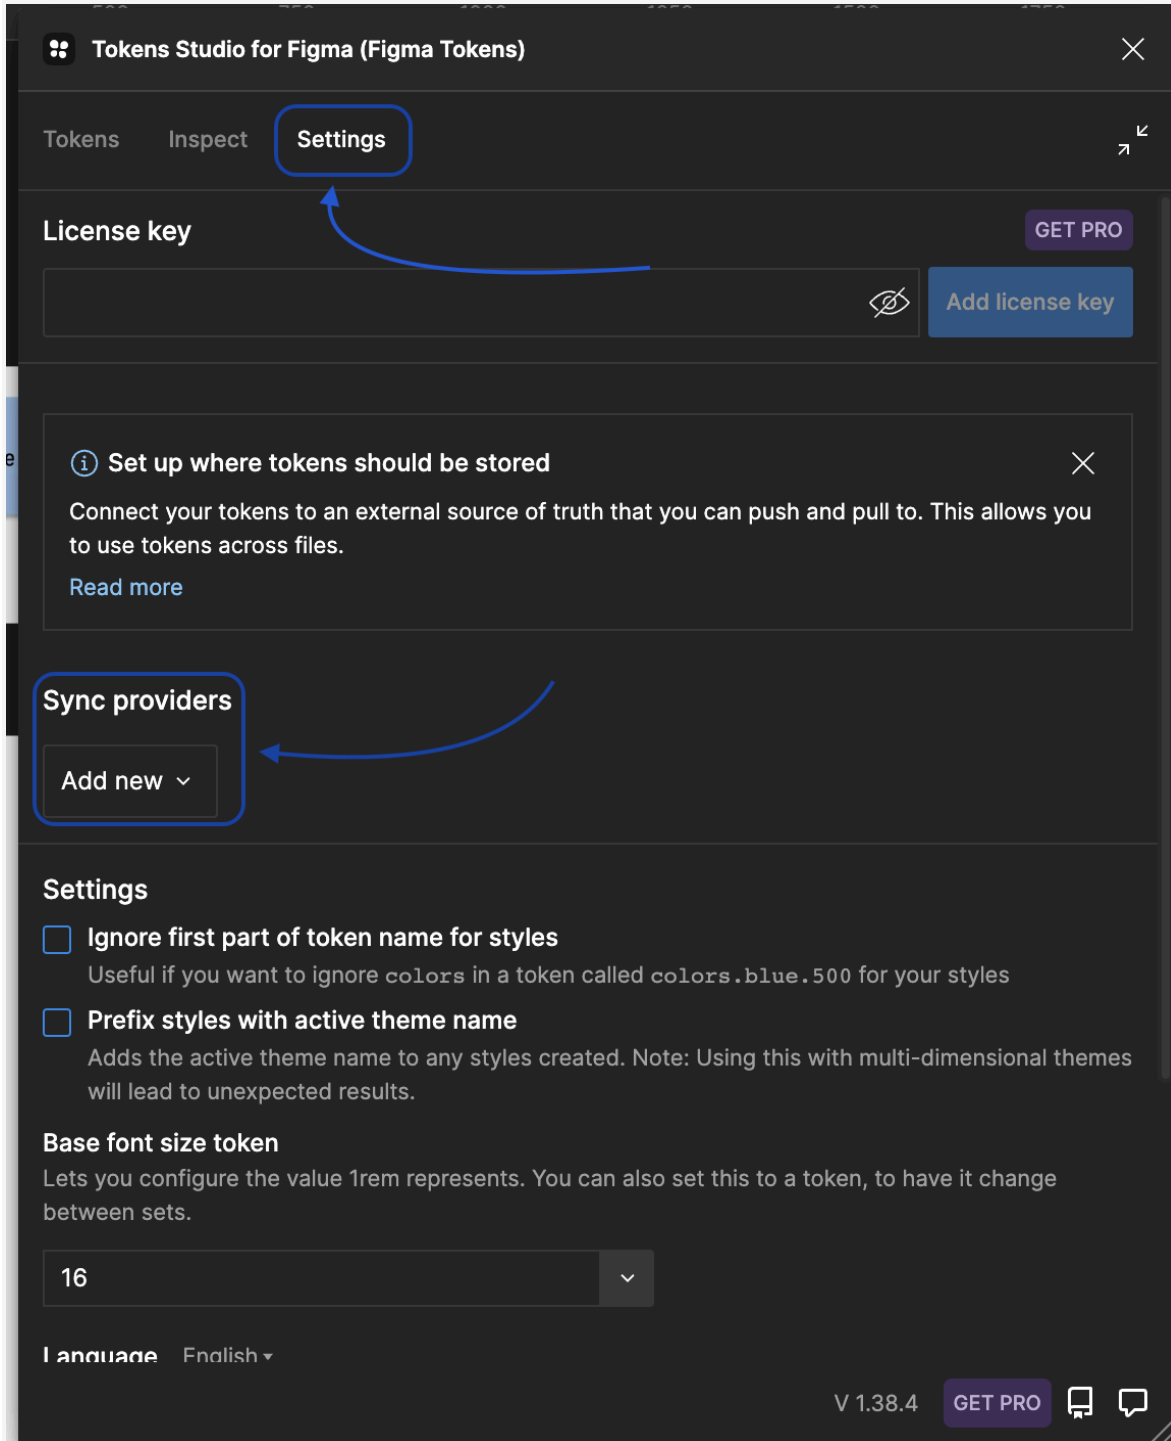 Tokens Studio for Figma (Figma Tokens)
Tokens Inspect Settings
License key GET PRO
Add license key
Set up where tokens should be stored
Connect your tokens to an external source of truth that you can push and pull to. This allows you
to use tokens across files.
Read more
Sync providers
Add new
Settings
Ignore first part of token name for styles
Useful if you want to ignore colors in a token called colors.blue.500 for your styles
Prefix styles with active theme name
Adds the active theme name to any styles created. Note: Using this with multi-dimensional themes
will lead to unexpected results.
Base font size token
Lets you configure the value 1rem represents. You can also set this to a token, to have it change
between sets.
16
Language English
V 1.38.4 GET PRO